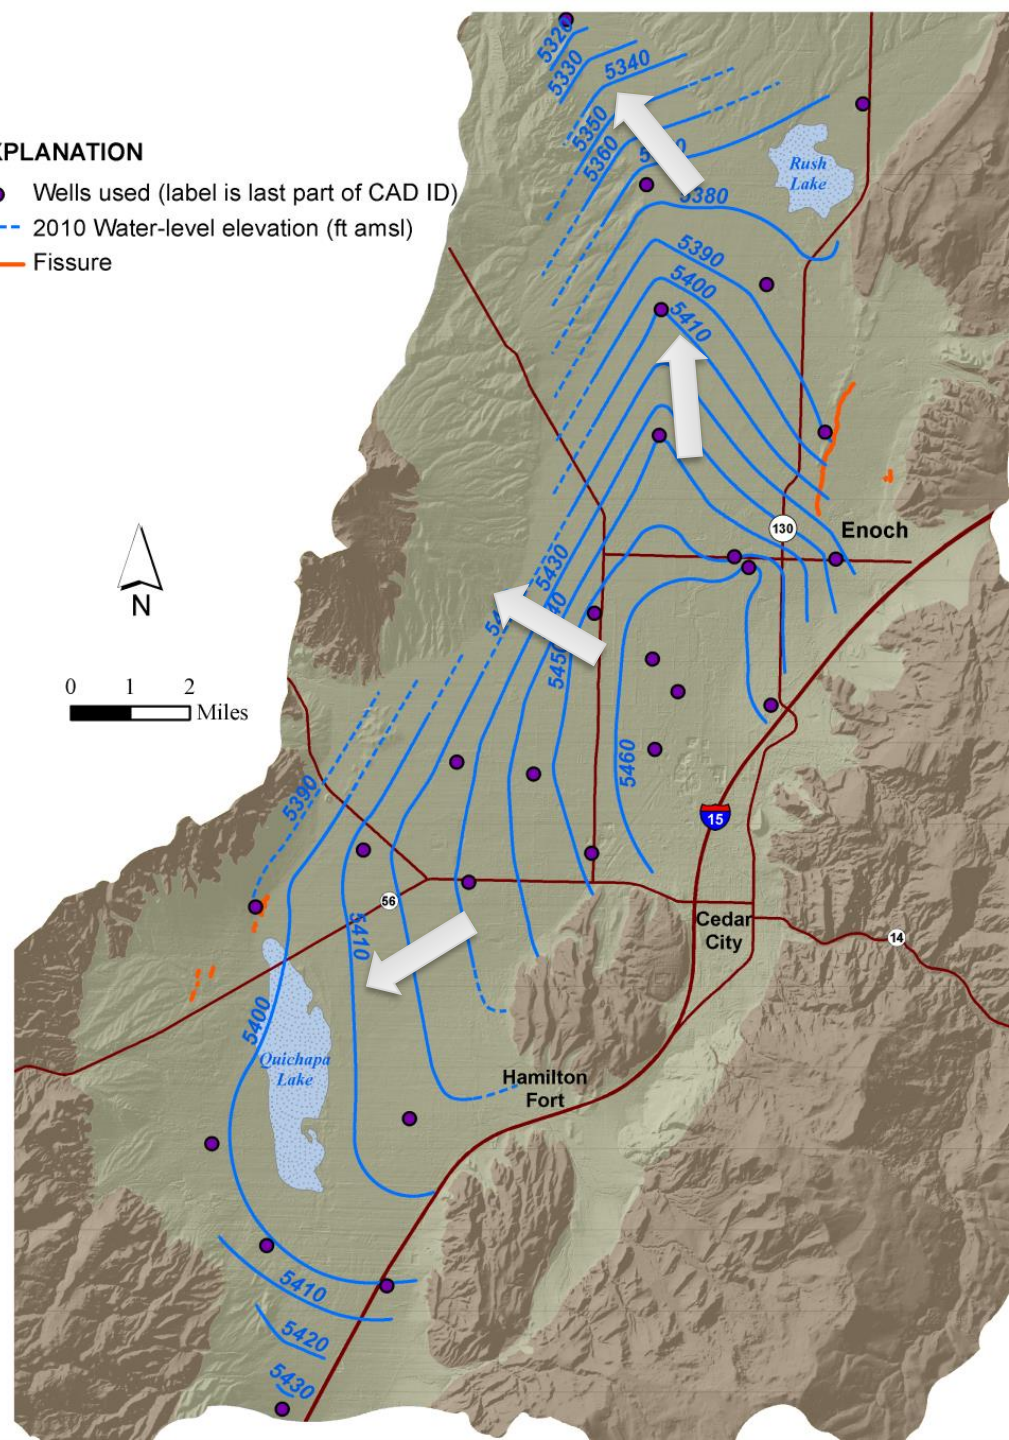 XPLANATION
Wells used (label is last part of CAD ID)
2010 Water-level elevation (ft amsl)
Fissure
5320
5330
5340
5350
5360
5380
5390
5400
5410
Rush
Lake
130
Enoch
N
0 1 2
Miles
5430
5450
5460
5390
15
56
5410
Cedar
City
14
5400
Quichapa
Lake
Hamilton
Fort
5410
5420
5430